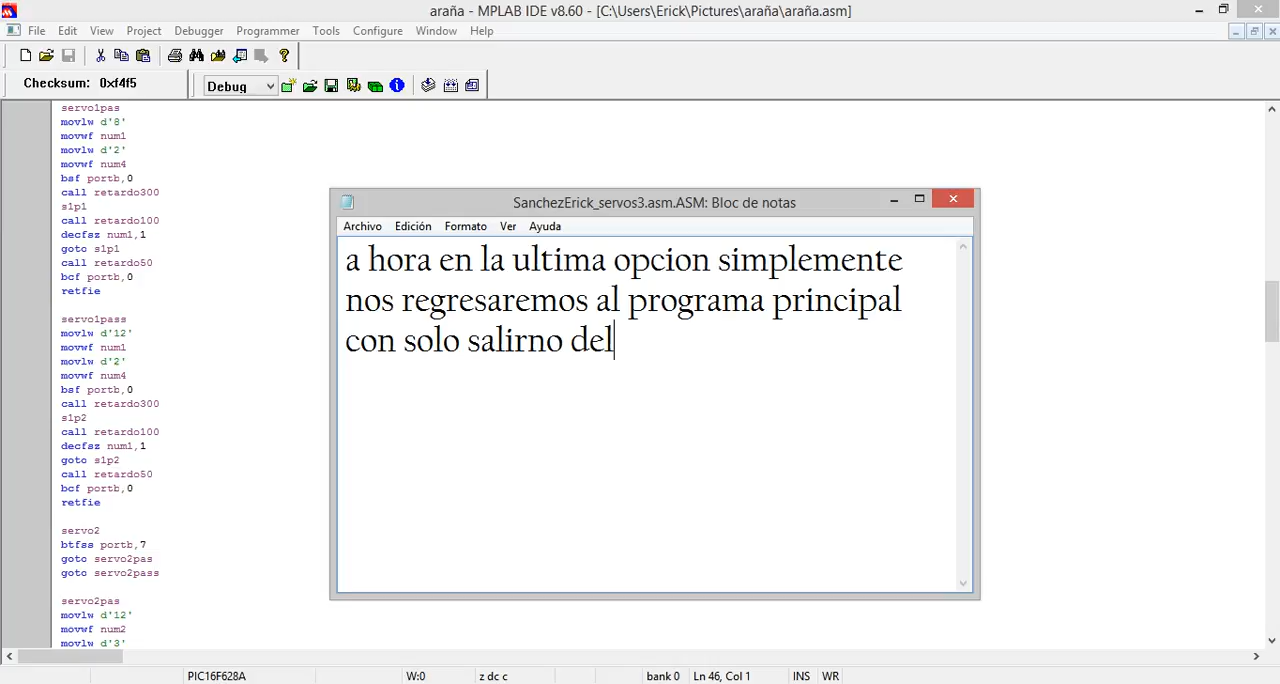 araña - MPLAB IDE v8.60 - [C:\Users\Erick\Pictures\araña\araña.asm]
File Edit View Project Debugger Programmer Tools Configure Window Help
Checksum: 0xf4f5
Debug
servo1pas
movlw d'8'
movwf num1
movlw d'2'
movwf num4
bsf portb,0
call retardo300
s1p1
call retardo100
decfsz num1,1
goto s1p1
call retardo50
bcf portb,0
retfie
servo1pass
movlw d'12'
movwf num1
movlw d'2'
movwf num4
bsf portb,0
call retardo300
s1p2
call retardo100
decfsz num1,1
goto s1p2
call retardo50
bcf portb,0
retfie
servo2
btfss portb,7
goto servo2pas
goto servo2pass
servo2pas
movlw d'12'
movwf num2
movlw d'3'
SanchezErick_servos3.asm.ASM: Bloc de notas
Archivo Edición Formato Ver Ayuda
a hora en la ultima opcion simplemente
nos regresaremos al programa principal
con solo salirno del
PIC16F628A W:0 z dc c bank 0 Ln 46, Col 1 INS WR